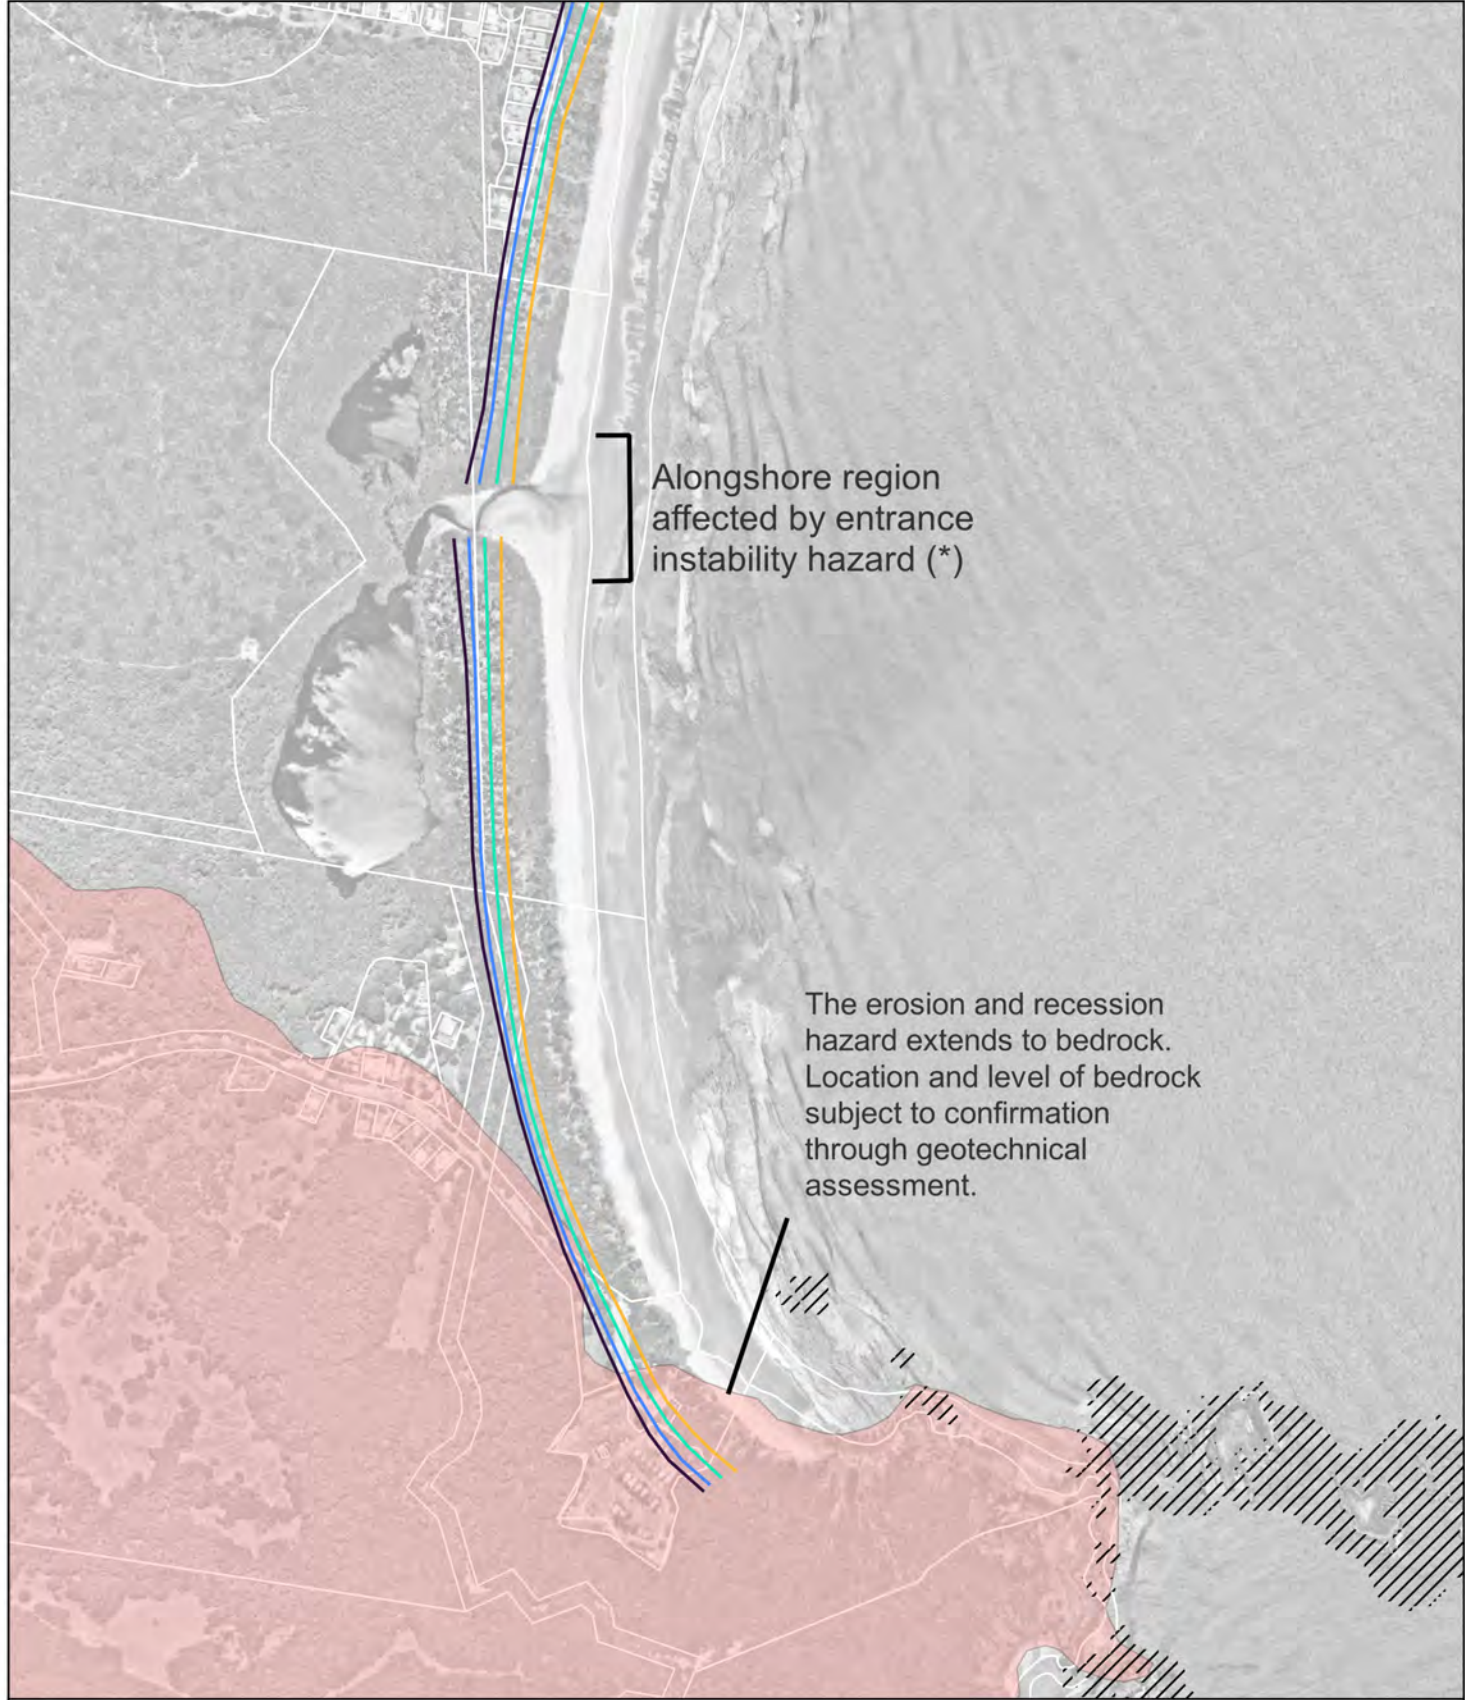 Alongshore region
affected by entrance
instability hazard (*)
The erosion and recession
hazard extends to bedrock.
Location and level of bedrock
subject to confirmation
through geotechnical
assessment.